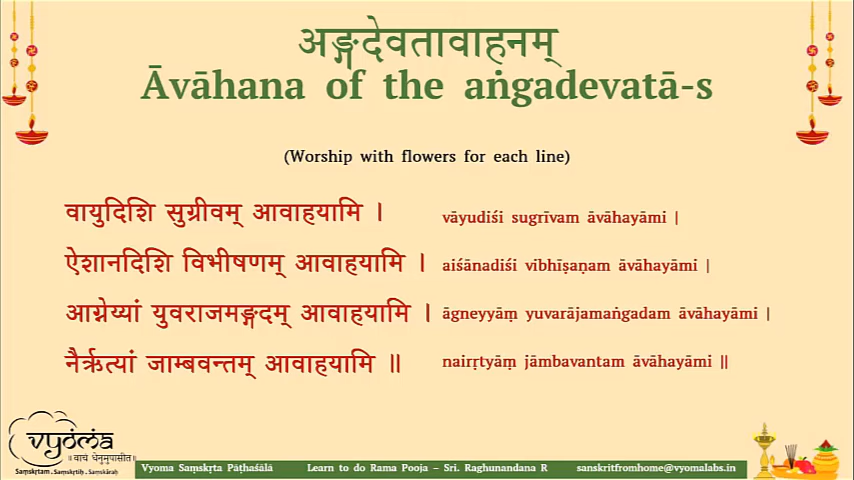 अङ्गदेवतावाहनम्
Āvāhana of the aṅgadevatā-s
(Worship with flowers for each line)
वायुदिशि सुग्रीवम् आवाहयामि । vāyudiśi sugrīvam āvāhayāmi |
ऐशानदिशि विभीषणम् आवाहयामि । aiśānadiśi vibhīṣaṇam āvāhayāmi |
आग्नेय्यां युवराजमङ्गदम् आवाहयामि । āgneyyāṃ yuvarājamaṅgadam āvāhayāmi |
नैरृत्यां जाम्बवन्तम् आवाहयामि ॥ nairṛtyāṃ jāmbavantam āvāhayāmi ||
vyoma
॥वाचं धेनुमुपासीत॥
Saṃskṛtam . Saṃskṛtiḥ . Saṃskāraḥ
Vyoma Saṃskṛta Pāṭhaśālā Learn to do Rama Pooja – Sri. Raghunandana R sanskritfromhome@vyomalabs.in